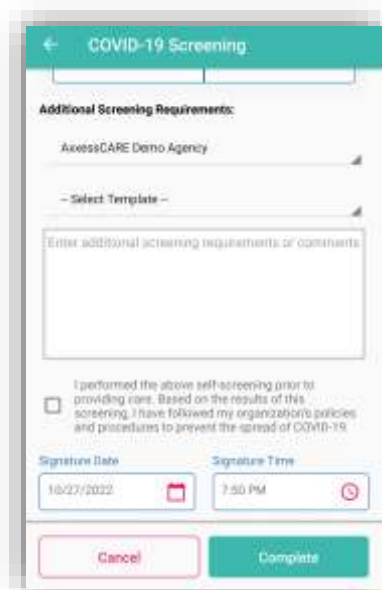 COVID-19 Screening
Additional Screening Requirements:
AxxessCARE Demo Agency
-- Select Template --
Enter additional screening requirements or comments
I performed the above self-screening prior to
providing care. Based on the results of this
screening, I have followed my organization's policies
and procedures to prevent the spread of COVID-19.
Signature Date Signature Time
10/27/2022 7:50 PM
Cancel Complete